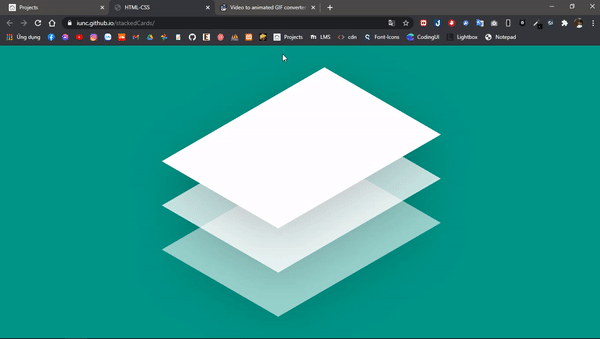 Projects
HTML-CSS
Video to animated GIF converter
iunc.github.io/stackedCards/
Ứng dụng
Projects
LMS
cdn
Font-Icons
CodingUI
Lightbox
Notepad